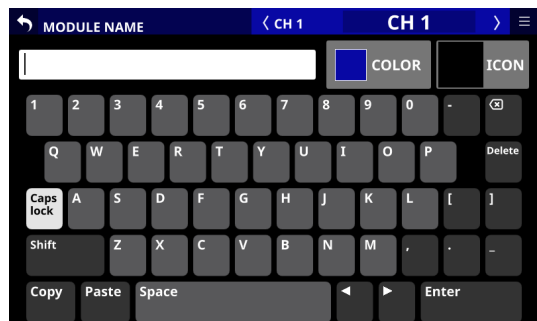 MODULE NAME 〈 CH 1 CH 1 〉
COLOR ICON
1 2 3 4 5 6 7 8 9 0 -
Q W E R T Y U I O P Delete
Caps lock A S D F G H J K L [ ]
Shift Z X C V B N M , . _
Copy Paste Space ◀ ▶ Enter